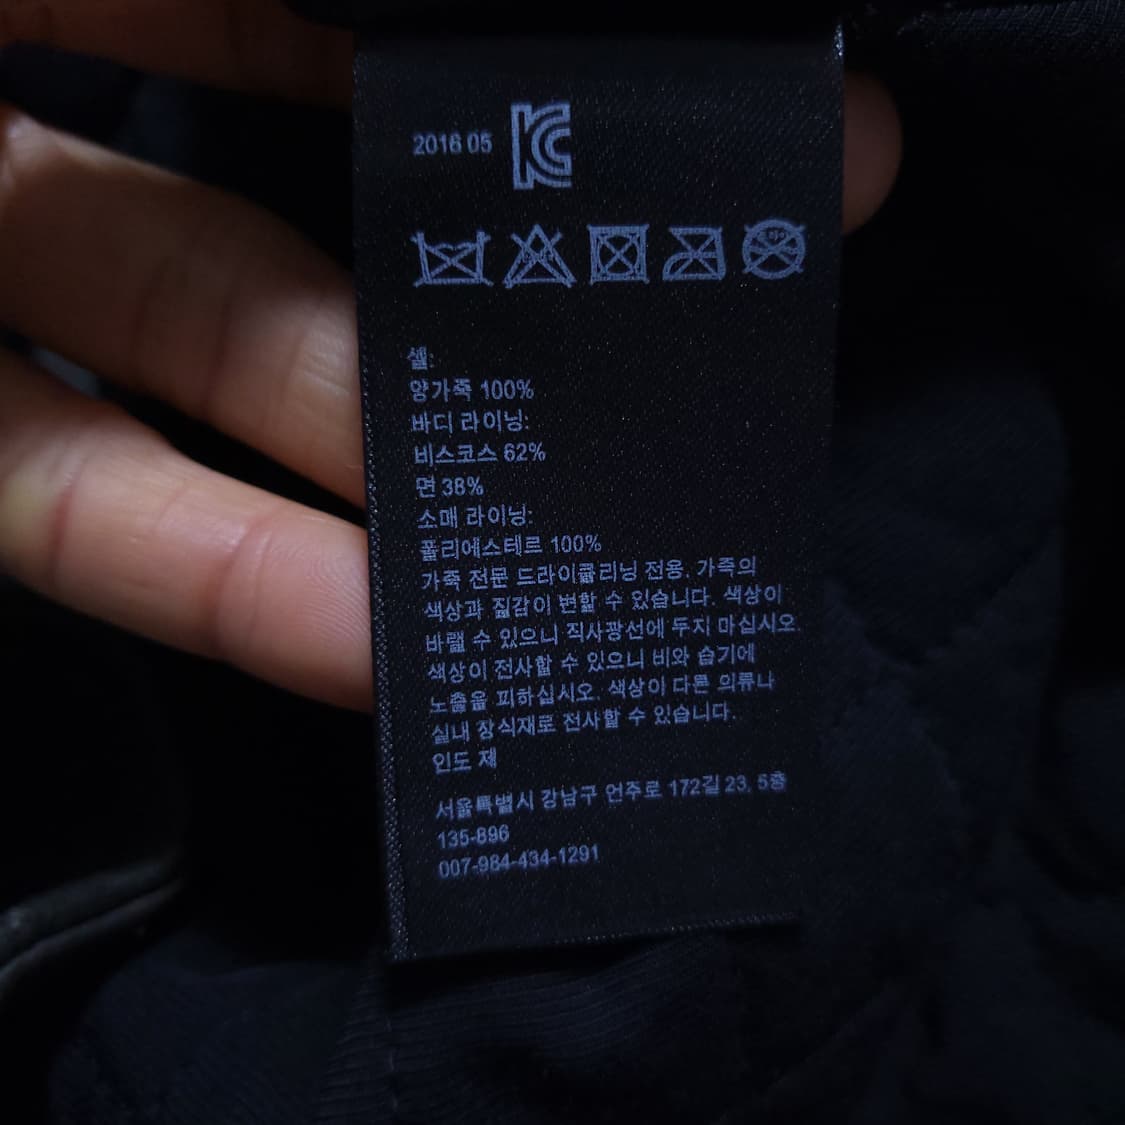 2016 05 KC
드라이
셸:
양가죽 100%
바디 라이닝:
비스코스 62%
면 38%
소매 라이닝:
폴리에스테르 100%
가죽 전문 드라이클리닝 전용. 가죽의
색상과 질감이 변할 수 있습니다. 색상이
바랠 수 있으니 직사광선에 두지 마십시오.
색상이 전사할 수 있으니 비와 습기에
노출을 피하십시오. 색상이 다른 의류나
실내 장식재로 전사할 수 있습니다.
인도 제
서울특별시 강남구 언주로 172길 23, 5층
135-896
007-984-434-1291